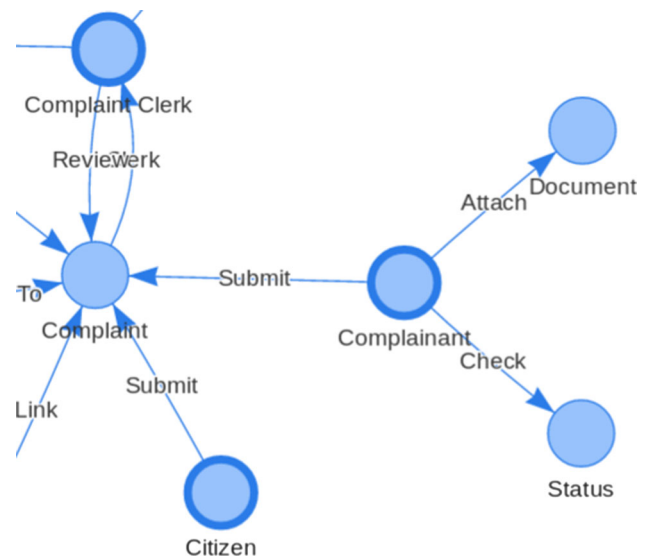 Complaint Clerk
Review
Document
Attach
Submit
To
Complaint
Complainant
Check
Submit
Link
Status
Citizen